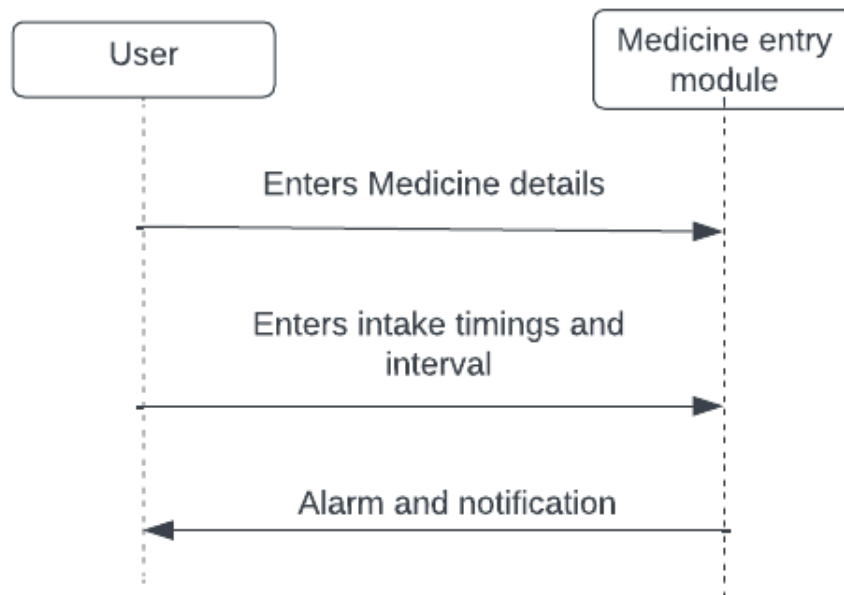 User
Medicine entry
module
Enters Medicine details
Enters intake timings and
interval
Alarm and notification